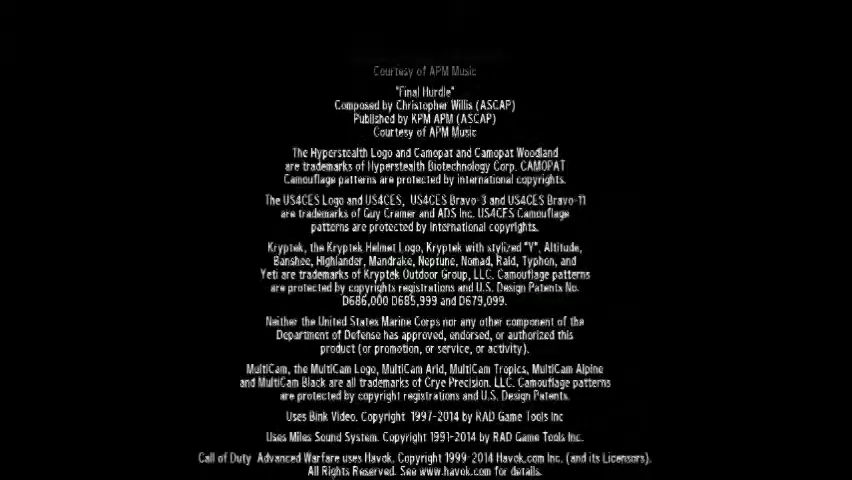 Courtesy of APM Music
"Final Hurdle"
Composed by Christopher Willis (ASCAP)
Published by KPM APM (ASCAP)
Courtesy of APM Music
The Hyperstealth Logo and Camopat and Camopat Woodland
are trademarks of Hyperstealth Biotechnology Corp. CAMOPAT
Camouflage patterns are protected by international copyrights.
The US4CES Logo and US4CES, US4CES Bravo-3 and US4CES Bravo-11
are trademarks of Guy Cramer and ADS Inc. US4CES Camouflage
patterns are protected by international copyrights.
Kryptek, the Kryptek Helmet Logo, Kryptek with stylized "Y", Altitude,
Banshee, Highlander, Mandrake, Neptune, Nomad, Raid, Typhon, and
Yeti are trademarks of Kryptek Outdoor Group, LLC. Camouflage patterns
are protected by copyrights registrations and U.S. Design Patents No.
D686,000 D685,999 and D679,099.
Neither the United States Marine Corps nor any other component of the
Department of Defense has approved, endorsed, or authorized this
product (or promotion, or service, or activity).
MultiCam, the MultiCam Logo, MultiCam Arid, MultiCam Tropics, MultiCam Alpine
and MultiCam Black are all trademarks of Crye Precision. LLC. Camouflage patterns
are protected by copyright registrations and U.S. Design Patents.
Uses Bink Video. Copyright 1997-2014 by RAD Game Tools Inc
Uses Miles Sound System. Copyright 1991-2014 by RAD Game Tools Inc.
Call of Duty Advanced Warfare uses Havok. Copyright 1999-2014 Havok.com Inc. (and its Licensors).
All Rights Reserved. See www.havok.com for details.